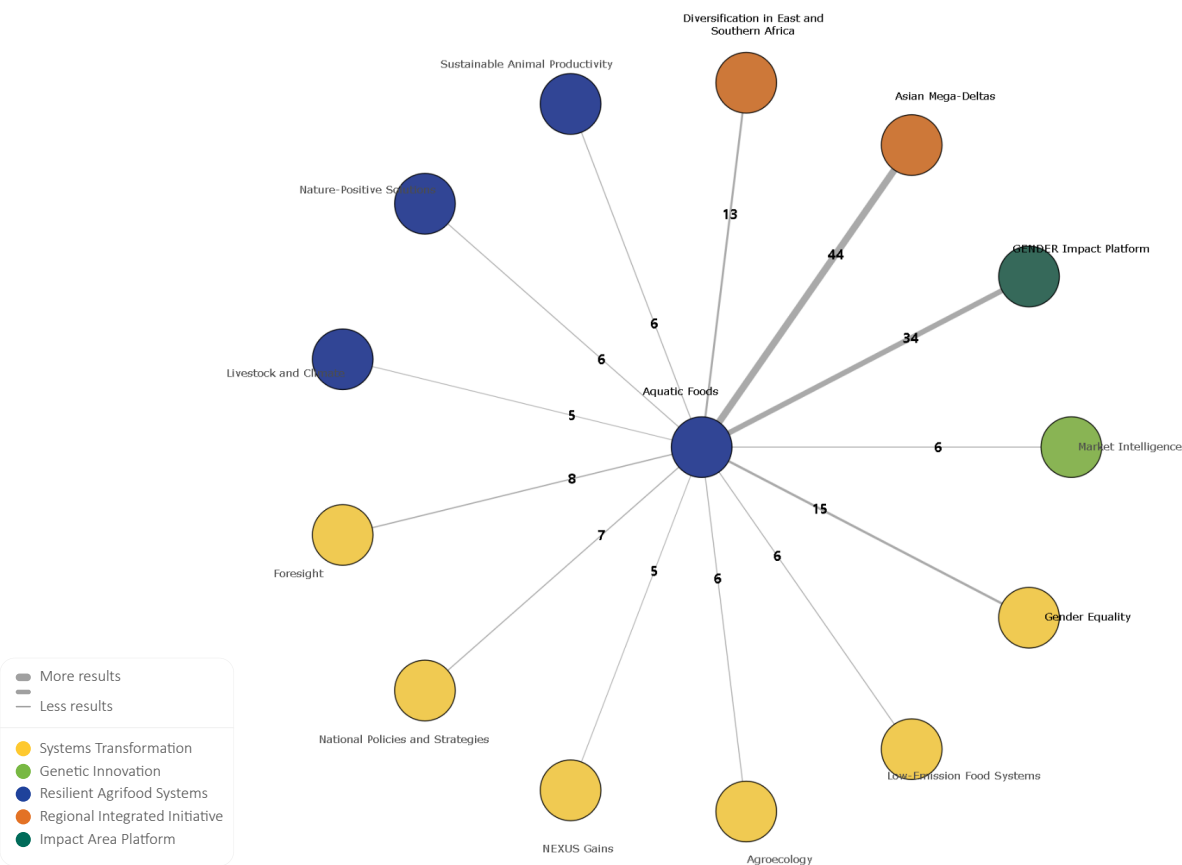 Diversification in East and
Southern Africa
Sustainable Animal Productivity
Asian Mega-Deltas
Nature-Positive Solutions
13
44
GENDER Impact Platform
6
34
6
Livestock and Climate
Aquatic Foods
5
6
Market Intelligence
8
15
7
6
5
6
Foresight
Gender Equality
National Policies and Strategies
Low-Emission Food Systems
NEXUS Gains
Agroecology
More results
Less results
Systems Transformation
Genetic Innovation
Resilient Agrifood Systems
Regional Integrated Initiative
Impact Area Platform